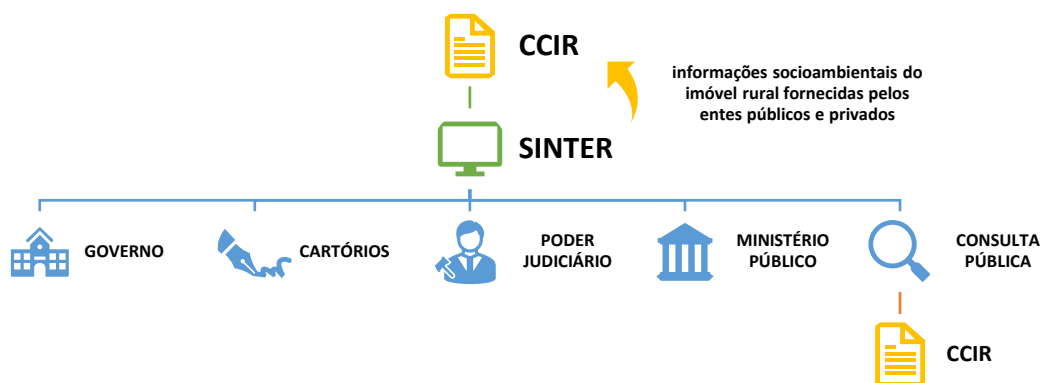 CCIR
informações socioambientais do
imóvel rural fornecidas pelos
entes públicos e privados
SINTER
GOVERNO
CARTÓRIOS
PODER
JUDICIÁRIO
MINISTÉRIO
PÚBLICO
CONSULTA
PÚBLICA
CCIR